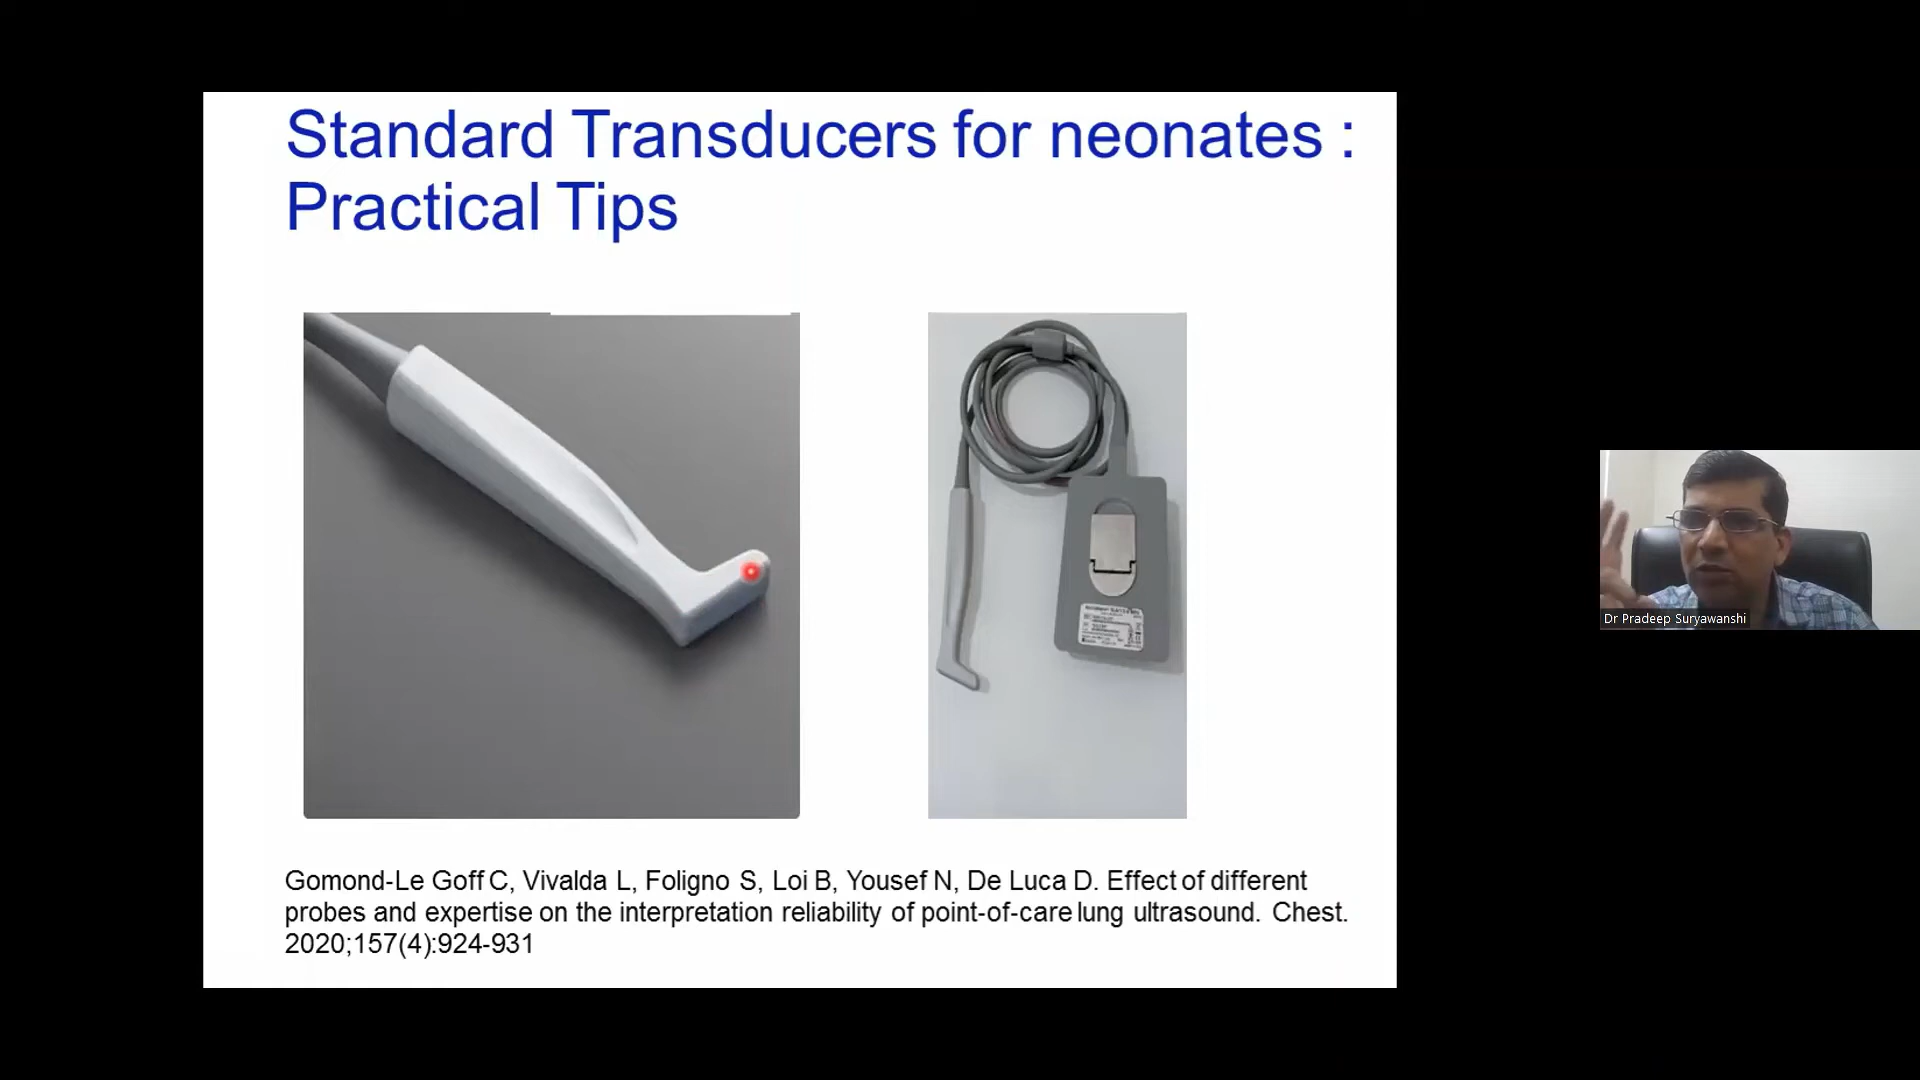 Standard Transducers for neonates :
Practical Tips
Gomond-Le Goff C, Vivalda L, Foligno S, Loi B, Yousef N, De Luca D. Effect of different
probes and expertise on the interpretation reliability of point-of-care lung ultrasound. Chest.
2020;157(4):924-931
Dr Pradeep Suryawanshi